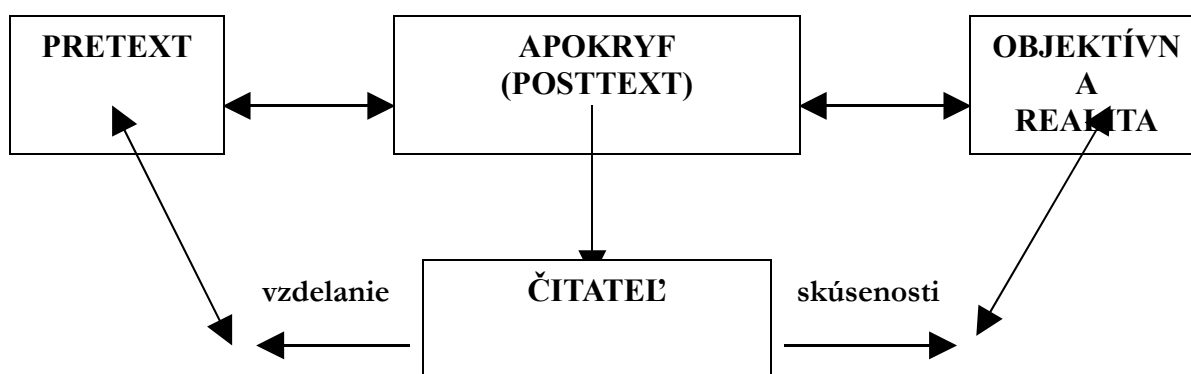 PRETEXT
APOKRYF
(POSTTEXT)
OBJEKTÍVN
A
REALITA
vzdelanie
ČITATEĽ
skúsenosti